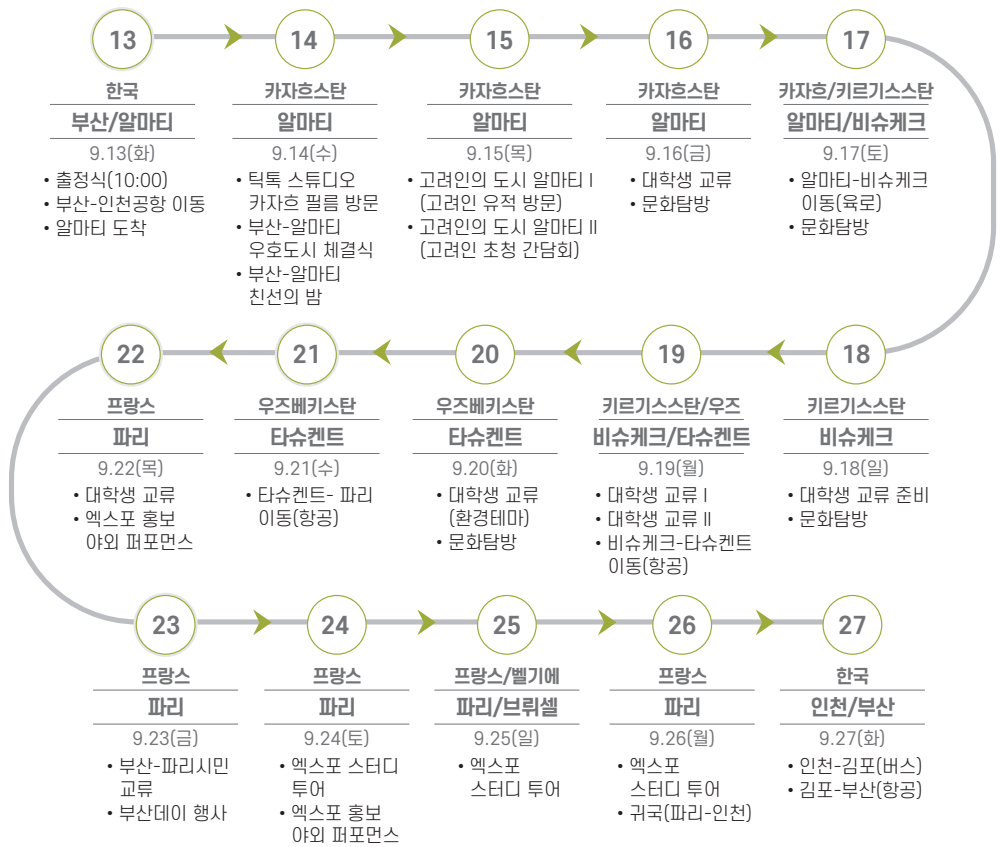 13
한국
부산/알마티
9.13(화)
• 출정식(10:00)
• 부산-인천공항 이동
• 알마티 도착
14
카자흐스탄
알마티
9.14(수)
• 틱톡 스튜디오
카자흐 필름 방문
• 부산-알마티
우호도시 체결식
• 부산-알마티
친선의 밤
15
카자흐스탄
알마티
9.15(목)
• 고려인의 도시 알마티 I
(고려인 유적 방문)
• 고려인의 도시 알마티 II
(고려인 초청 간담회)
16
카자흐스탄
알마티
9.16(금)
• 대학생 교류
• 문화탐방
17
카자흐/키르기스스탄
알마티/비슈케크
9.17(토)
• 알마티-비슈케크
이동(육로)
• 문화탐방
22
프랑스
파리
9.22(목)
• 대학생 교류
• 엑스포 홍보
야외 퍼포먼스
21
우즈베키스탄
타슈켄트
9.21(수)
• 타슈켄트- 파리
이동(항공)
20
우즈베키스탄
타슈켄트
9.20(화)
• 대학생 교류
(환경테마)
• 문화탐방
19
키르기스스탄/우즈
비슈케크/타슈켄트
9.19(월)
• 대학생 교류 I
• 대학생 교류 II
• 비슈케크-타슈켄트
이동(항공)
18
키르기스스탄
비슈케크
9.18(일)
• 대학생 교류 준비
• 문화탐방
23
프랑스
파리
9.23(금)
• 부산-파리시민
교류
• 부산데이 행사
24
프랑스
파리
9.24(토)
• 엑스포 스터디
투어
• 엑스포 홍보
야외 퍼포먼스
25
프랑스/벨기에
파리/브뤼셀
9.25(일)
• 엑스포
스터디 투어
26
프랑스
파리
9.26(월)
• 엑스포
스터디 투어
• 귀국(파리-인천)
27
한국
인천/부산
9.27(화)
• 인천-김포(버스)
• 김포-부산(항공)